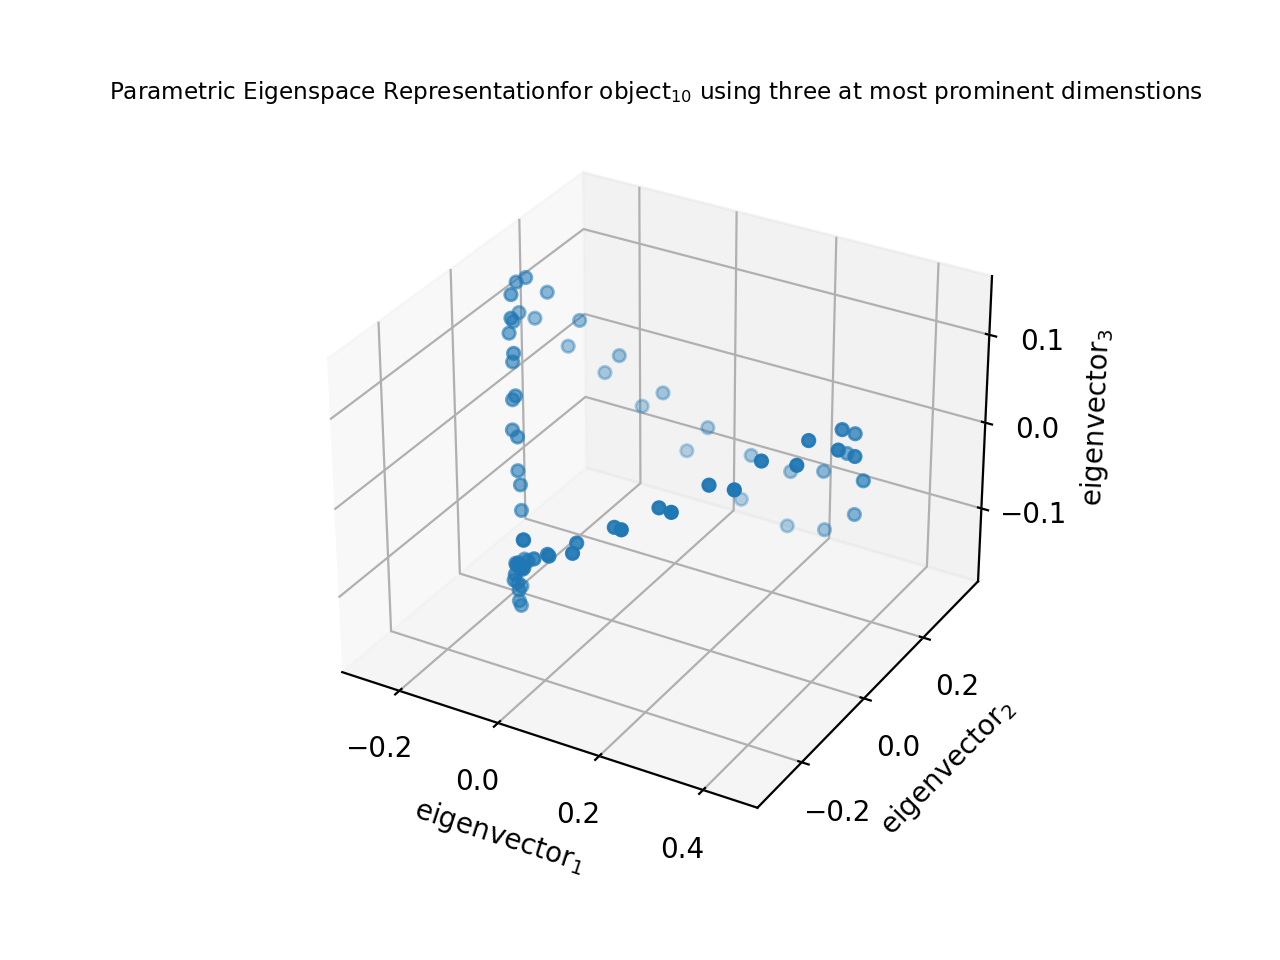 Parametric Eigenspace Representationfor object₁₀ using three at most prominent dimenstions
0.1
0.0
−0.1
eigenvector₃
0.2
0.0
−0.2
eigenvector₂
−0.2
0.0
0.2
0.4
eigenvector₁